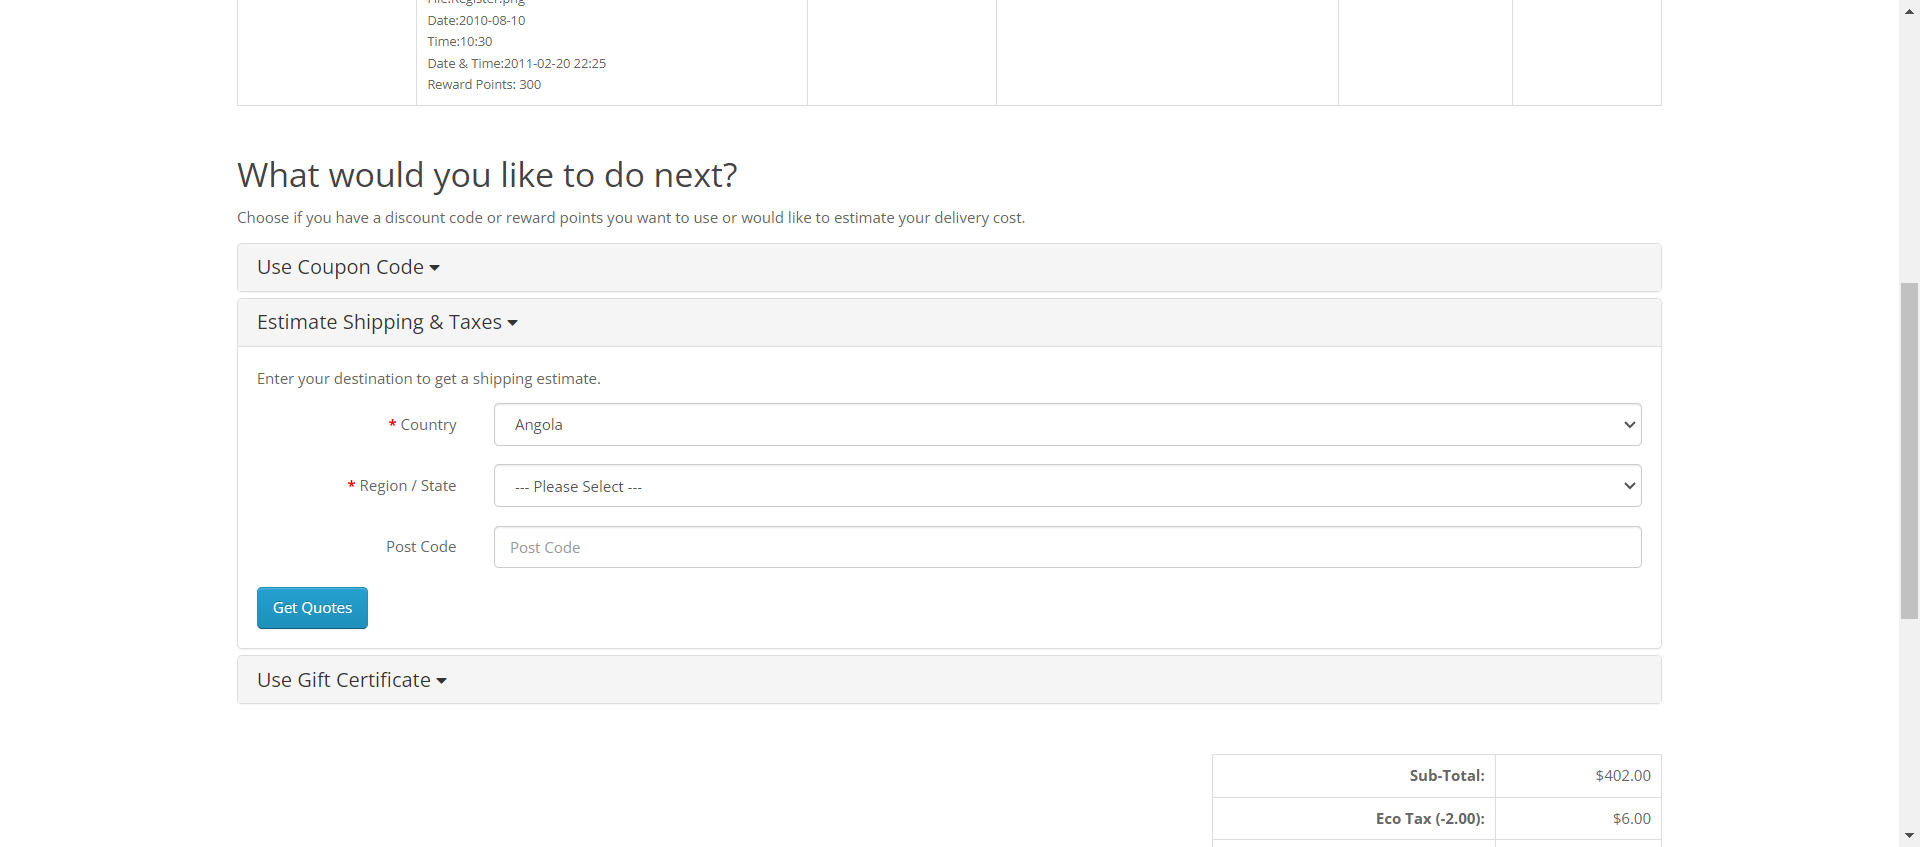 File:Register.png
Date:2010-08-10
Time:10:30
Date & Time:2011-02-20 22:25
Reward Points: 300
What would you like to do next?
Choose if you have a discount code or reward points you want to use or would like to estimate your delivery cost.
Use Coupon Code
Estimate Shipping & Taxes
Enter your destination to get a shipping estimate.
* Country
Angola
* Region / State
--- Please Select ---
Post Code
Post Code
Get Quotes
Use Gift Certificate
Sub-Total: $402.00
Eco Tax (-2.00): $6.00